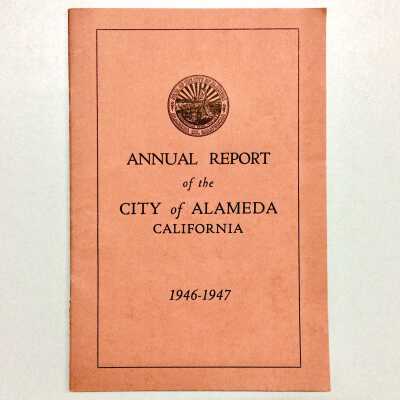 ANNUAL REPORT
of the
CITY of ALAMEDA
CALIFORNIA
1946-1947